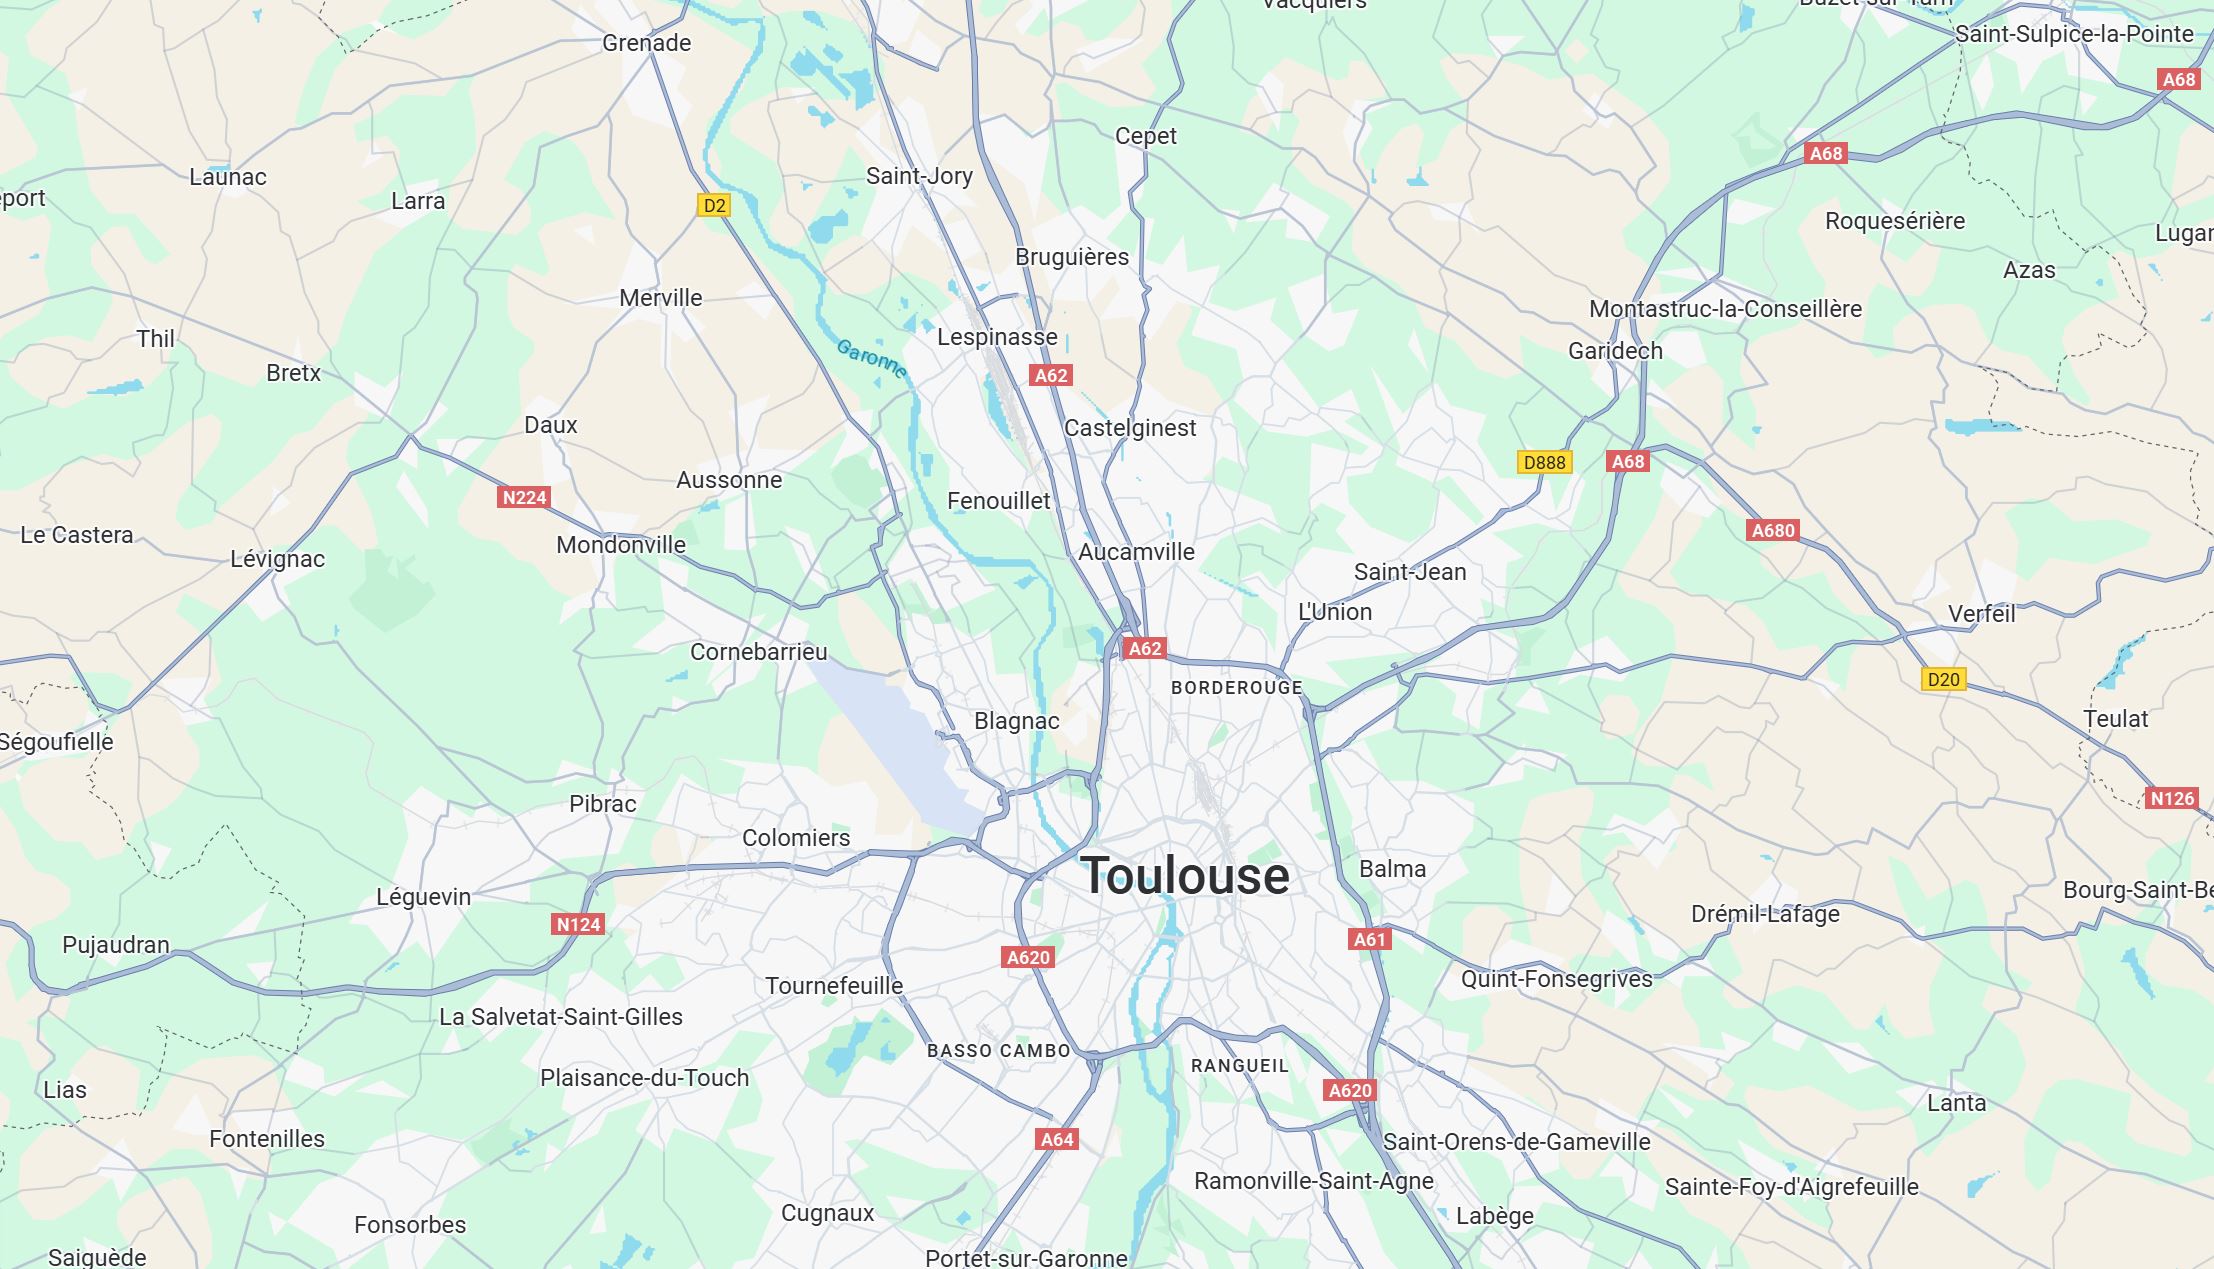 Vacquiers
Buzet-sur-Tarn
Grenade
Saint-Sulpice-la-Pointe
A68
Cepet
A68
Saint-Jory
Launac
Larra
D2
Roquesérière
Bruguières
Azas
Merville
Montastruc-la-Conseillère
Thil
Lespinasse
Garonne
Garidech
Bretx
A62
Daux
Castelginest
D888
A68
Aussonne
N224
Fenouillet
A680
Le Castera
Mondonville
Lévignac
Aucamville
Saint-Jean
L'Union
Verfeil
Cornebarrieu
A62
BORDEROUGE
D20
Blagnac
Teulat
Ségoufielle
Pibrac
N126
Colomiers
Toulouse
Balma
Léguevin
Bourg-Saint-Be
Drémil-Lafage
N124
A61
Pujaudran
A620
Quint-Fonsegrives
Tournefeuille
La Salvetat-Saint-Gilles
BASSO CAMBO
RANGUEIL
Plaisance-du-Touch
Lias
A620
Lanta
Fontenilles
A64
Saint-Orens-de-Gameville
Ramonville-Saint-Agne
Sainte-Foy-d'Aigrefeuille
Cugnaux
Labège
Fonsorbes
Saiguède
Portet-sur-Garonne